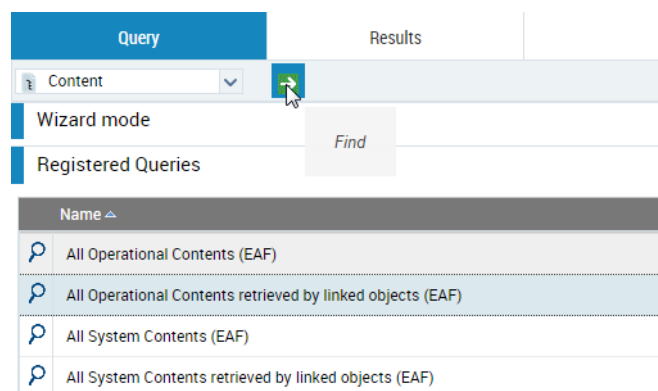 Query Results
Content
Wizard mode
Find
Registered Queries
Name
All Operational Contents (EAF)
All Operational Contents retrieved by linked objects (EAF)
All System Contents (EAF)
All System Contents retrieved by linked objects (EAF)